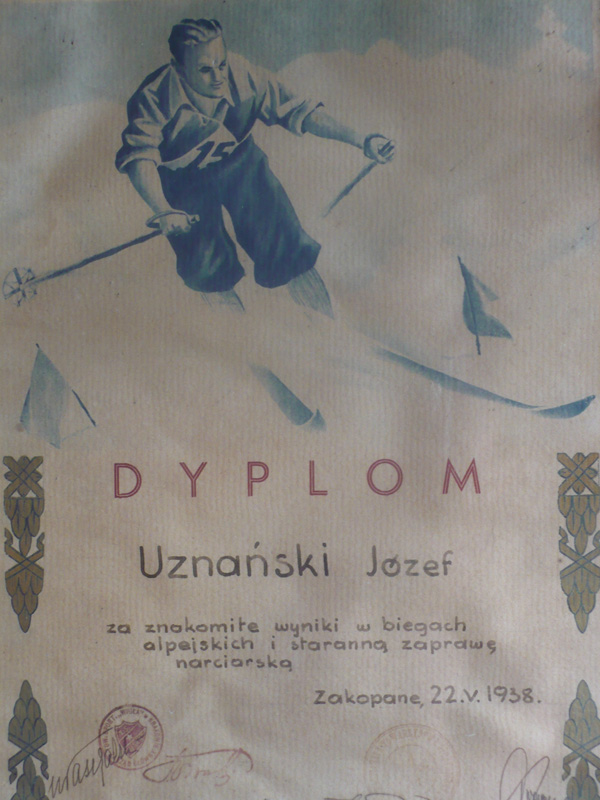 15
DYPLOM
Uznański Józef
za znakomite wyniki w biegach
alpejskich i staranną zaprawę
narciarską
Zakopane, 22.V.1938.